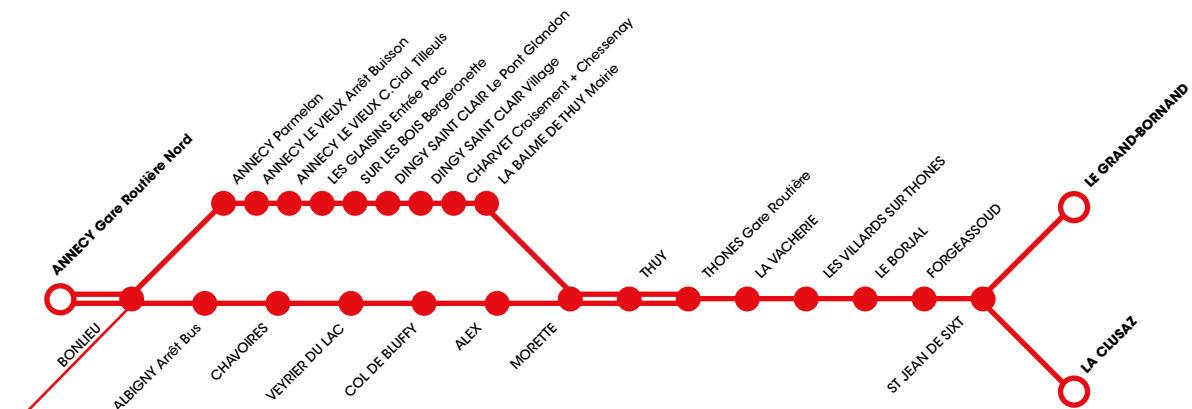 ANNECY Gare Routière Nord
BONLIEU
ANNECY Parmelan
ANNECY LE VIEUX Arrêt Buisson
ANNECY LE VIEUX C.Cial Tilleuls
LES GLAISINS Entrée Parc
SUR LES BOIS Bergeronette
DINGY SAINT CLAIR Le Pont Glandon
DINGY SAINT CLAIR Village
CHARVET Croisement + Chessenay
LA BALME DE THUY Mairie
ALBIGNY Arrêt Bus
CHAVOIRES
VEYRIER DU LAC
COL DE BLUFFY
ALEX
MORETTE
THUY
THONES Gare Routière
LA VACHERIE
LES VILLARDS SUR THONES
LE BORJAL
FORGEASSOUD
ST JEAN DE SIXT
LE GRAND-BORNAND
LA CLUSAZ